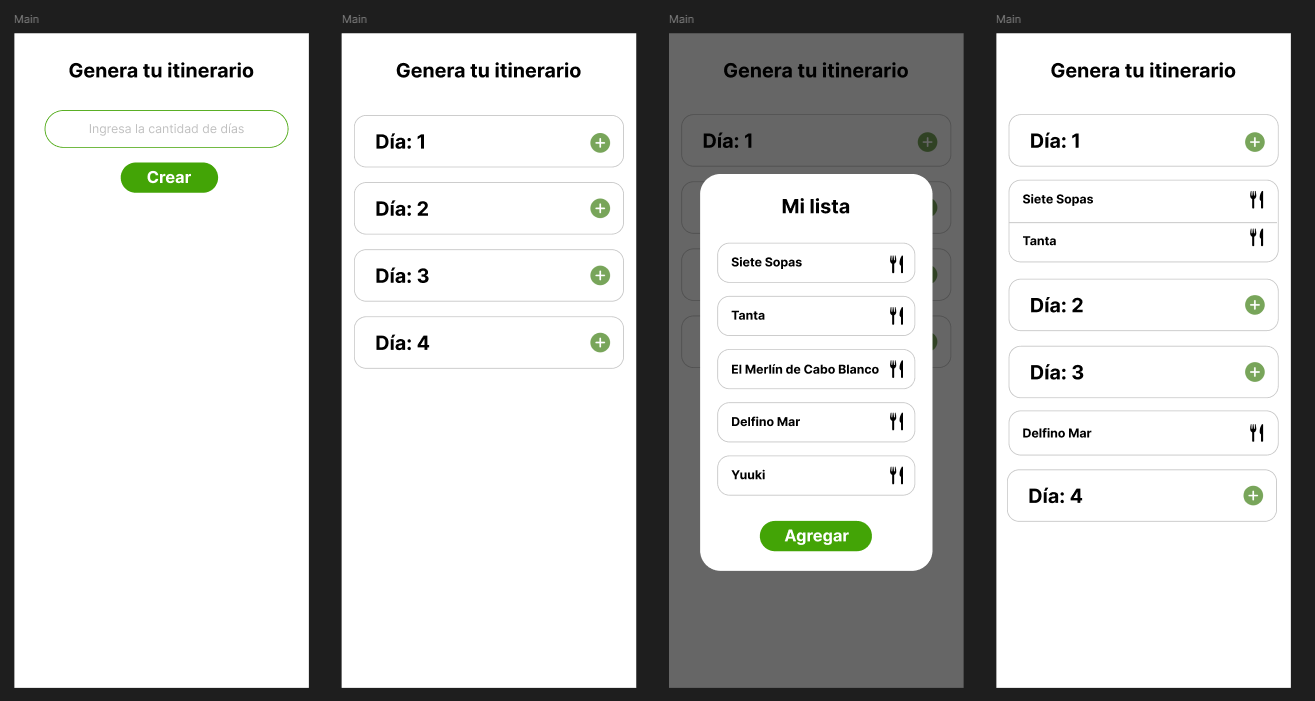 Main
Genera tu itinerario
Ingresa la cantidad de días
Crear
Main
Genera tu itinerario
Día: 1
Día: 2
Día: 3
Día: 4
Main
Genera tu itinerario
Día: 1
Mi lista
Siete Sopas
Tanta
El Merlín de Cabo Blanco
Delfino Mar
Yuuki
Agregar
Main
Genera tu itinerario
Día: 1
Siete Sopas
Tanta
Día: 2
Día: 3
Delfino Mar
Día: 4